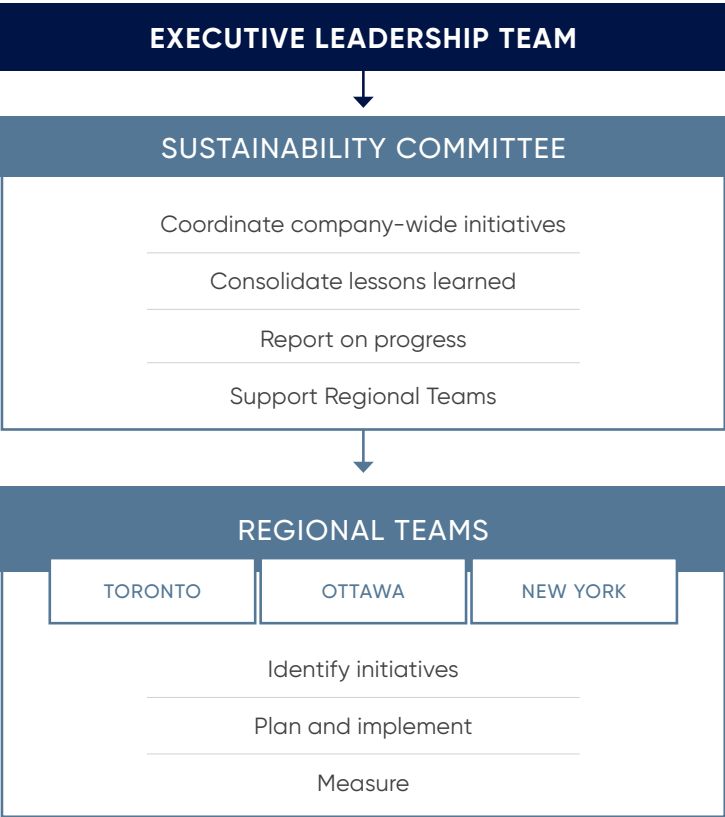 EXECUTIVE LEADERSHIP TEAM
SUSTAINABILITY COMMITTEE
Coordinate company-wide initiatives
Consolidate lessons learned
Report on progress
Support Regional Teams
REGIONAL TEAMS
TORONTO
OTTAWA
NEW YORK
Identify initiatives
Plan and implement
Measure